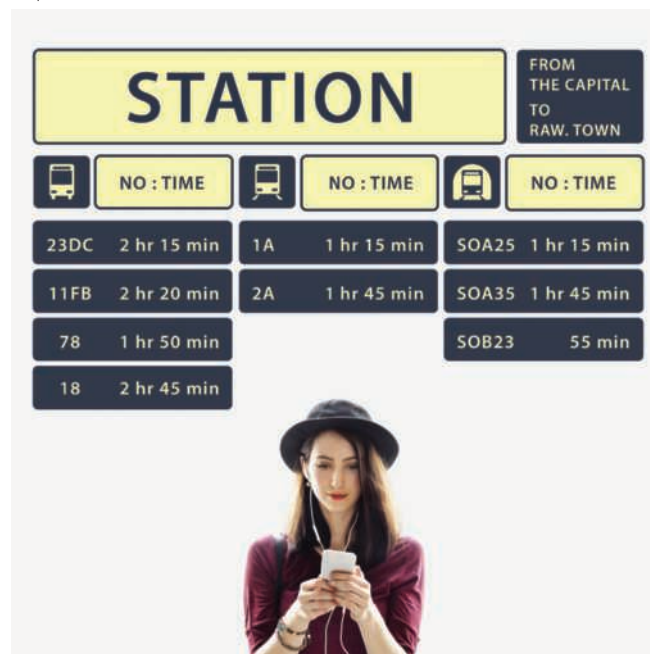 STATION
FROM
THE CAPITAL
TO
RAW. TOWN
NO : TIME
NO : TIME
NO : TIME
23DC 2 hr 15 min
1A 1 hr 15 min
SOA25 1 hr 15 min
11FB 2 hr 20 min
2A 1 hr 45 min
SOA35 1 hr 45 min
78 1 hr 50 min
SOB23 55 min
18 2 hr 45 min